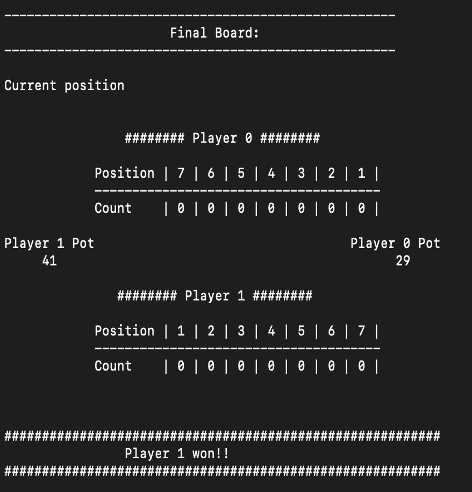 ----------------------------------------------------
Final Board:
----------------------------------------------------
Current position
######## Player 0 ########
Position | 7 | 6 | 5 | 4 | 3 | 2 | 1 |
--------------------------------------
Count | 0 | 0 | 0 | 0 | 0 | 0 | 0 |
Player 1 Pot Player 0 Pot
41 29
######## Player 1 ########
Position | 1 | 2 | 3 | 4 | 5 | 6 | 7 |
--------------------------------------
Count | 0 | 0 | 0 | 0 | 0 | 0 | 0 |
##########################################################
Player 1 won!!
##########################################################